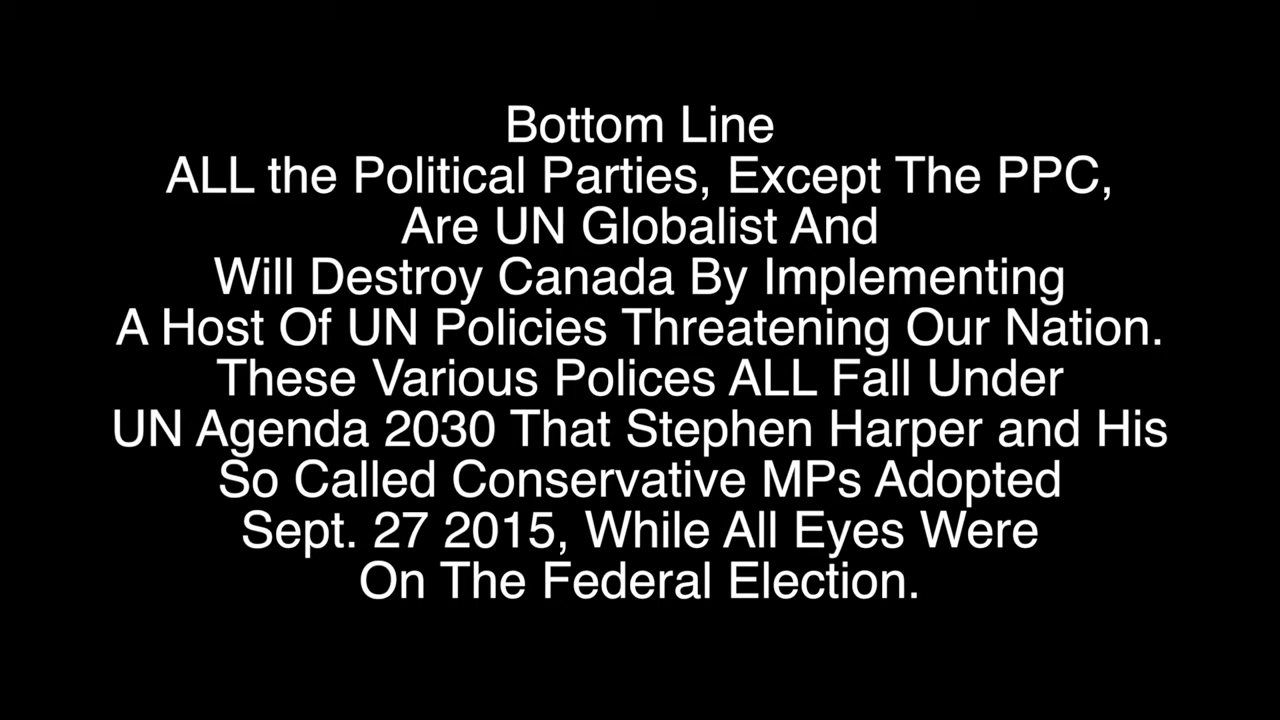 Bottom Line
ALL the Political Parties, Except The PPC,
Are UN Globalist And
Will Destroy Canada By Implementing
A Host Of UN Policies Threatening Our Nation.
These Various Polices ALL Fall Under
UN Agenda 2030 That Stephen Harper and His
So Called Conservative MPs Adopted
Sept. 27 2015, While All Eyes Were
On The Federal Election.